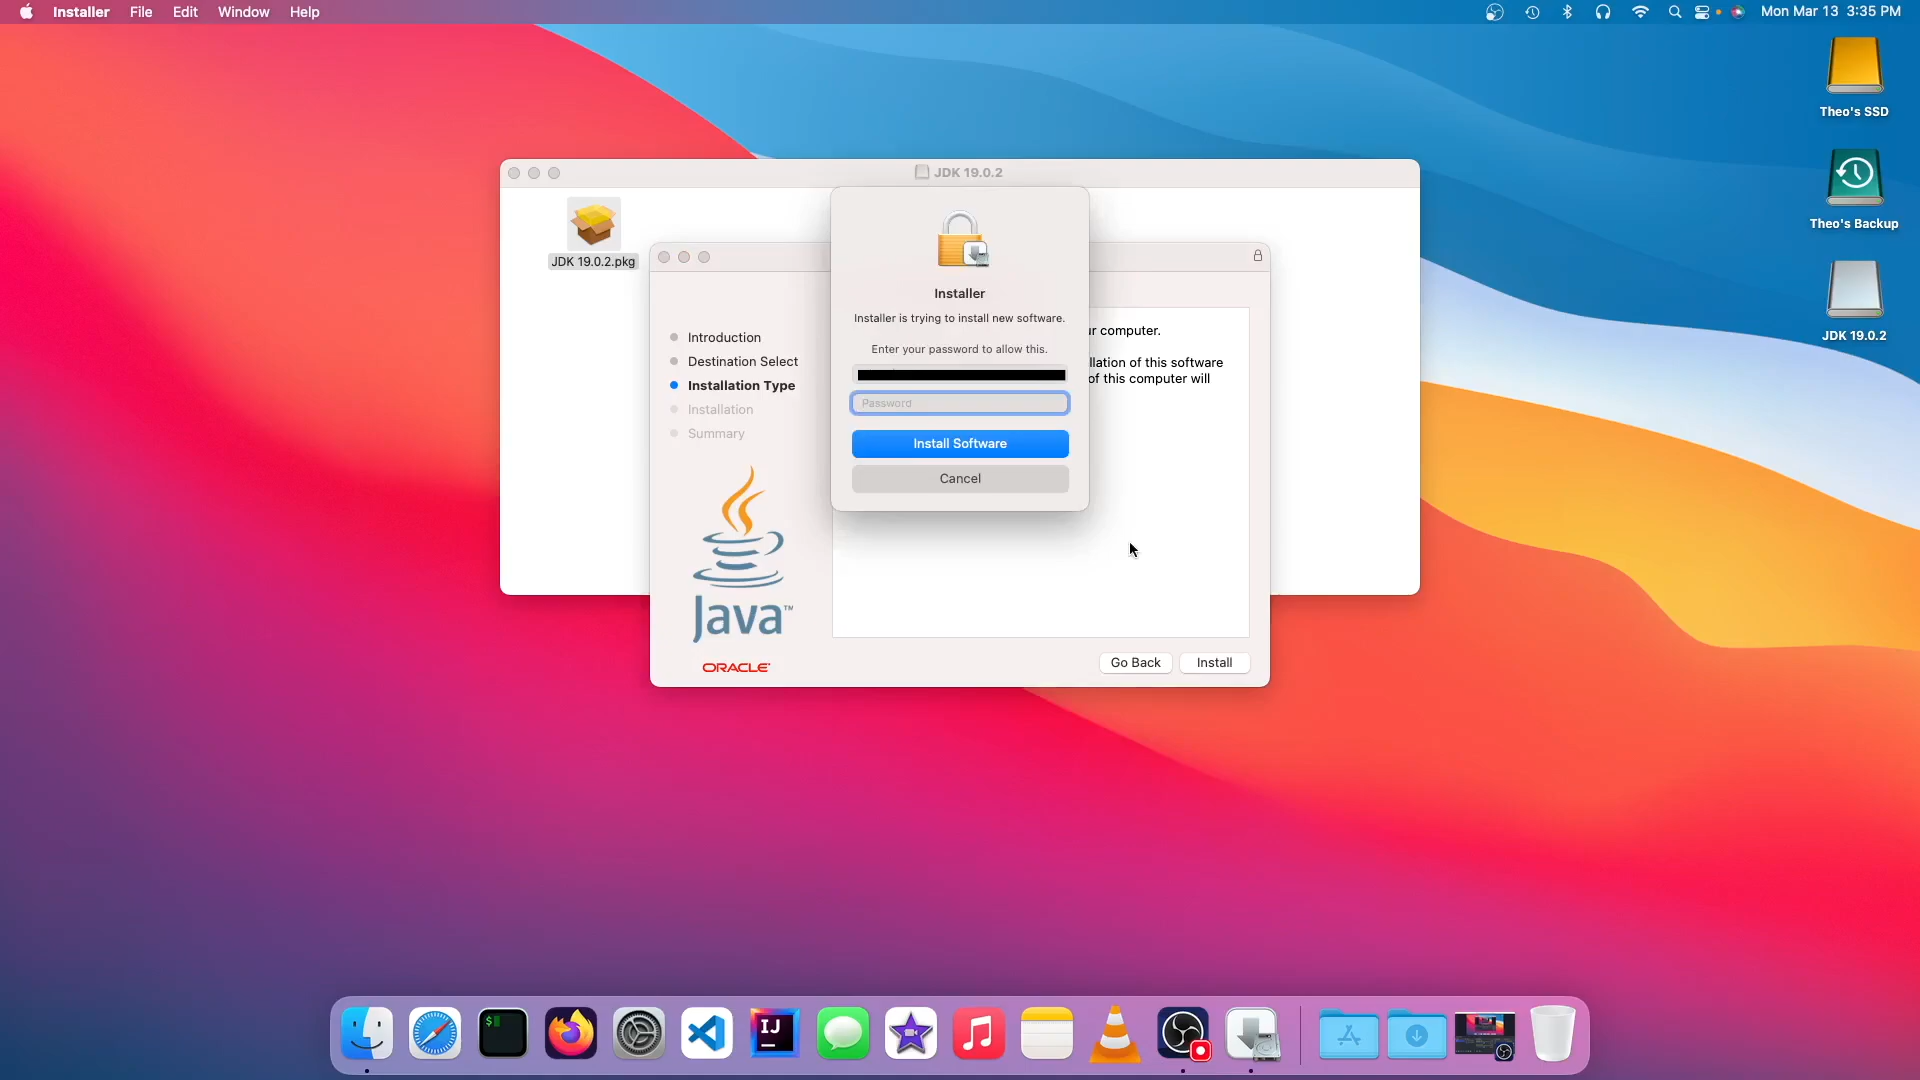 Installer File Edit Window Help
Mon Mar 13 3:35 PM
Theo's SSD
Theo's Backup
JDK 19.0.2
JDK 19.0.2
JDK 19.0.2.pkg
Installer
Installer is trying to install new software.
Enter your password to allow this.
Password
Install Software
Cancel
Introduction
Destination Select
Installation Type
Installation
Summary
ur computer.
llation of this software
of this computer will
Java™
ORACLE
Go Back Install
$
IJ